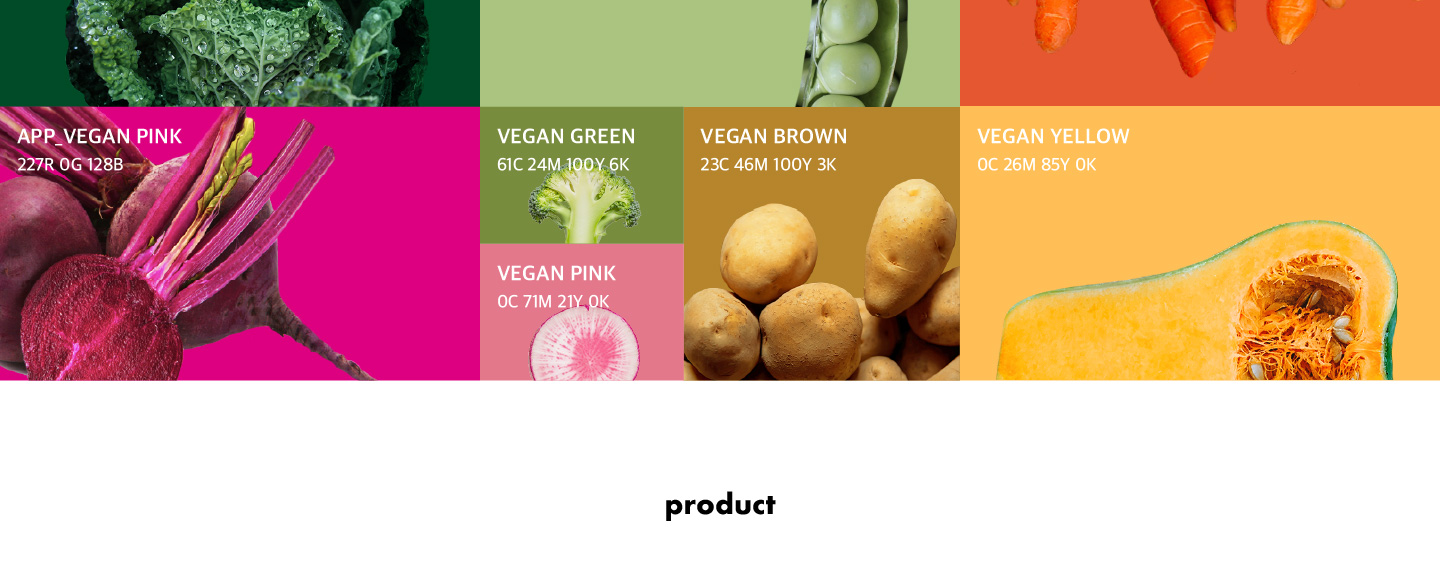 APP_VEGAN PINK
227R 0G 128B
VEGAN GREEN
61C 24M 100Y 6K
VEGAN PINK
0C 71M 21Y 0K
VEGAN BROWN
23C 46M 100Y 3K
VEGAN YELLOW
0C 26M 85Y 0K
product